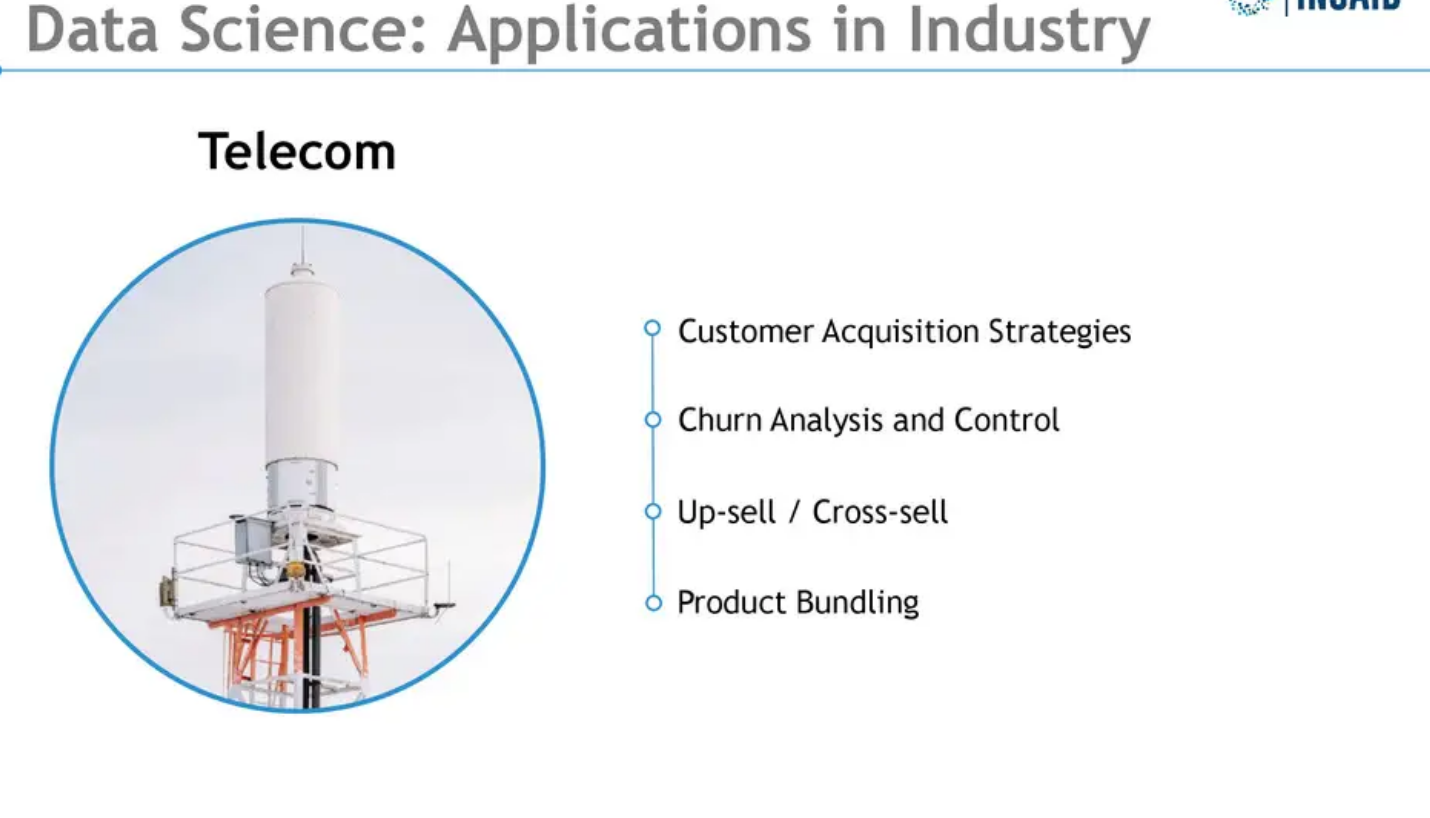 Data Science: Applications in Industry
Telecom
Customer Acquisition Strategies
Churn Analysis and Control
Up-sell / Cross-sell
Product Bundling